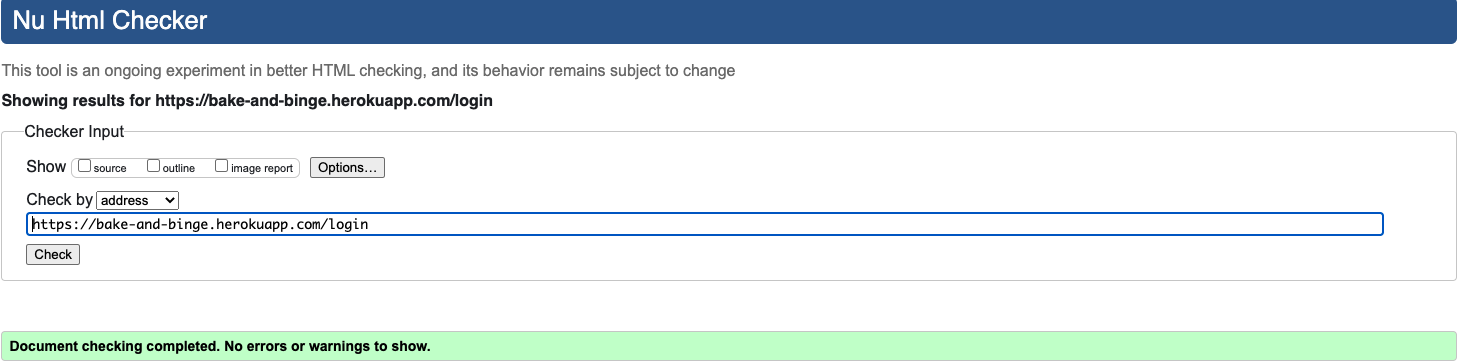 Nu Html Checker
This tool is an ongoing experiment in better HTML checking, and its behavior remains subject to change
Showing results for https://bake-and-binge.herokuapp.com/login
Checker Input
Show source outline image report Options...
Check by address
https://bake-and-binge.herokuapp.com/login
Check
Document checking completed. No errors or warnings to show.